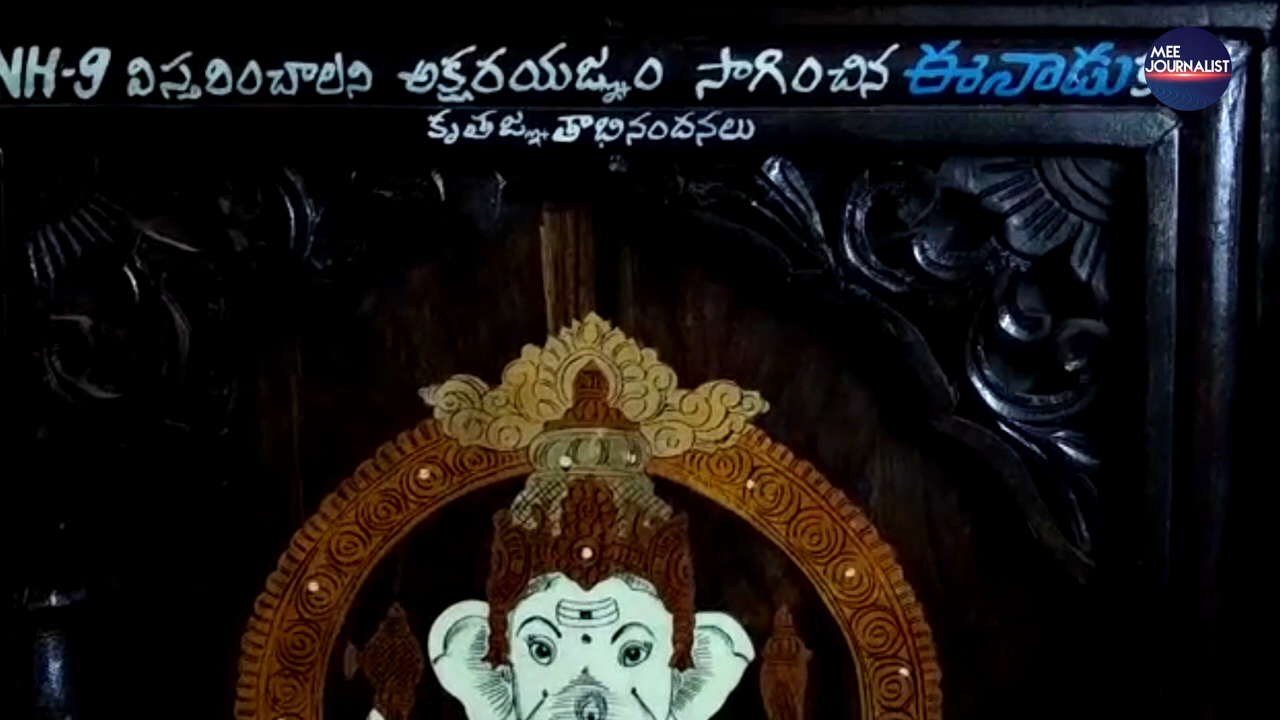 NH-9 విస్తరించాలని అక్షరయజ్ఞం సాగించిన ఈనాడుకు
కృతజ్ఞతాభినందనలు
MEE
JOURNALIST